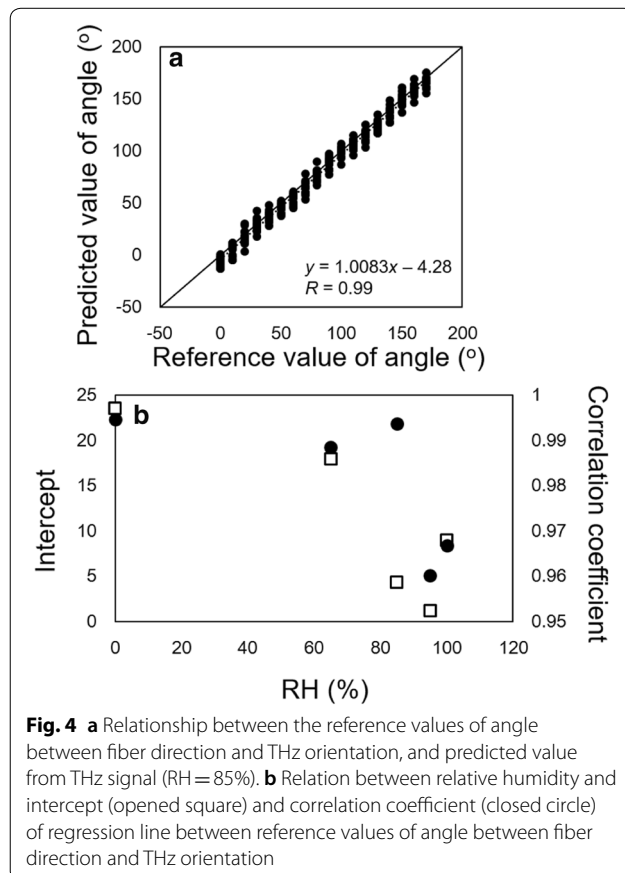 200
a
150
100
50
0
-50
-50 0 50 100 150 200
Predicted value of angle (°)
y = 1.0083x – 4.28
R = 0.99
Reference value of angle (°)
25 1
b
20 0.99
0.98
15
10 0.97
5 0.96
0 0.95
0 20 40 60 80 100 120
Intercept
Correlation coefficient
RH (%)
Fig. 4 a Relationship between the reference values of angle
between fiber direction and THz orientation, and predicted value
from THz signal (RH = 85%). b Relation between relative humidity and
intercept (opened square) and correlation coefficient (closed circle)
of regression line between reference values of angle between fiber
direction and THz orientation